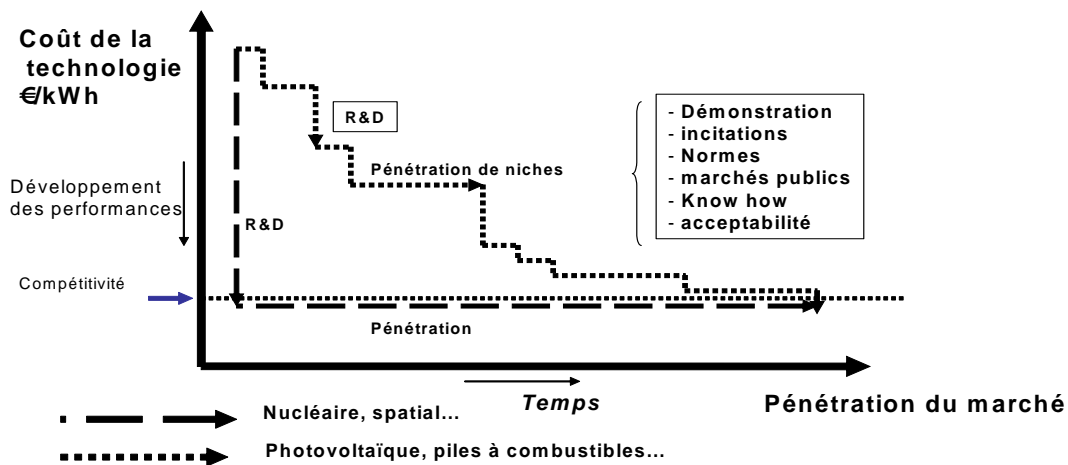 Coût de la
technologie
€/kWh
R&D
Pénétration de niches
- Démonstration
- incitations
- Normes
- marchés publics
- Know how
- acceptabilité
Développement
des performances
R&D
Compétitivité
Pénétration
Temps
Pénétration du marché
Nucléaire, spatial...
Photovoltaïque, piles à combustibles...